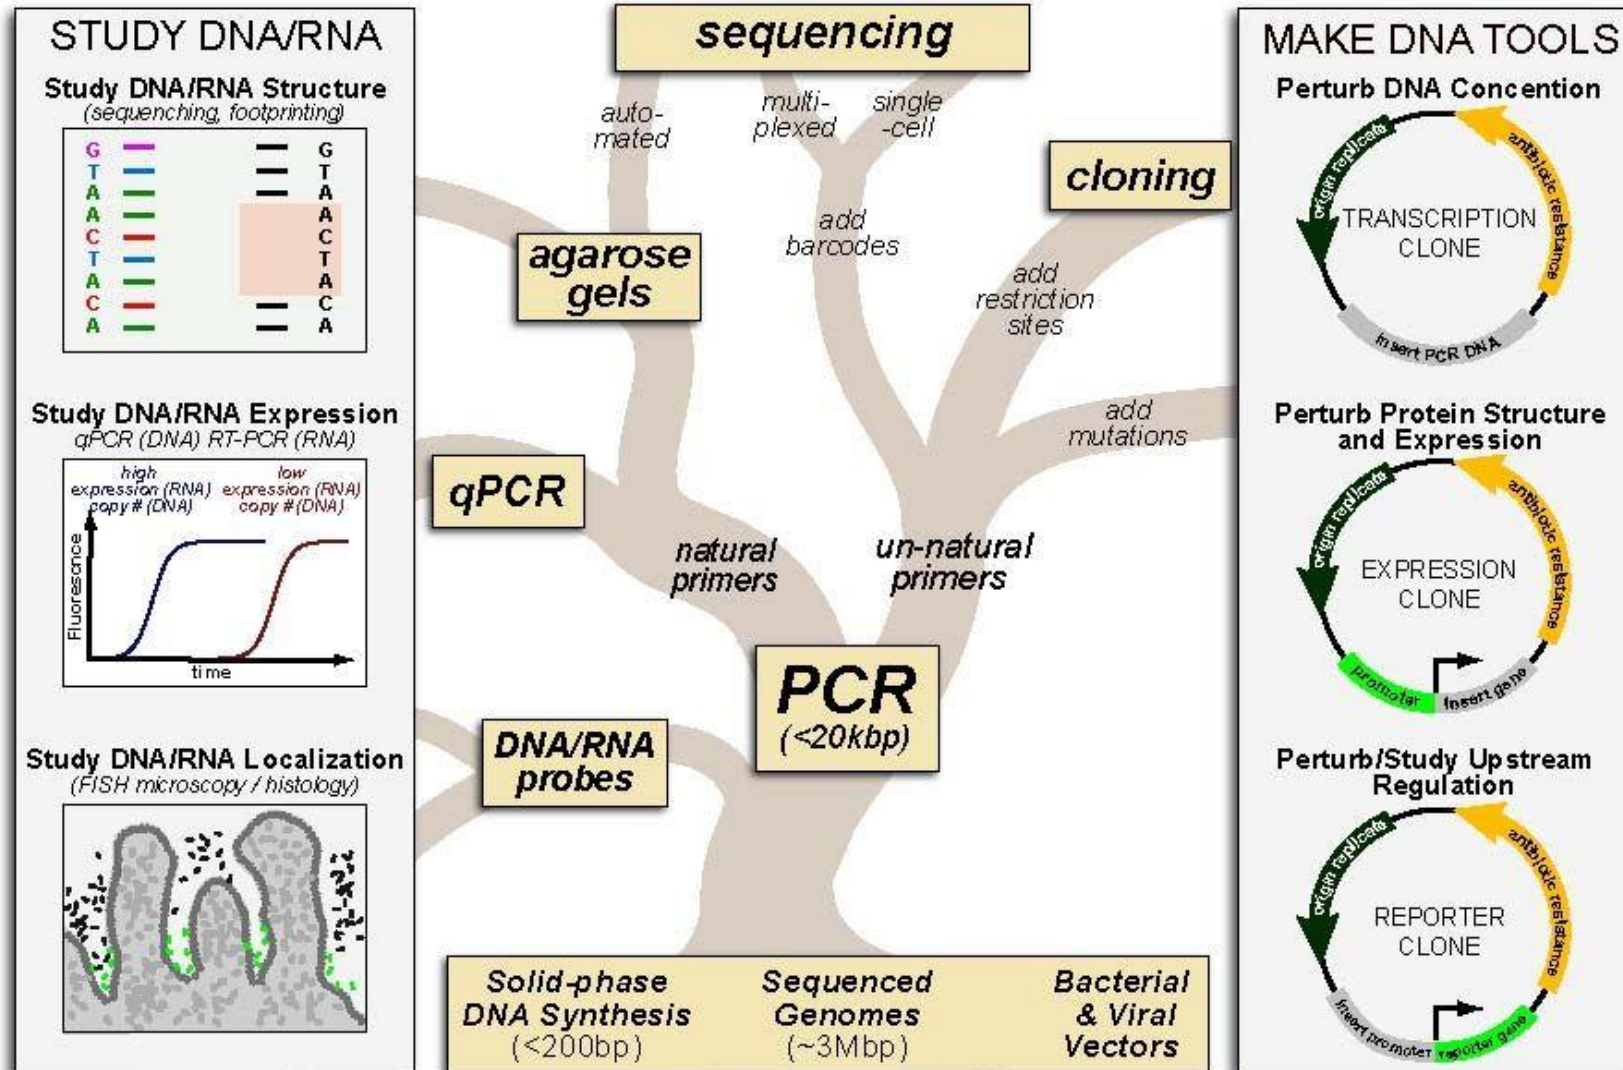 STUDY DNA/RNA
Study DNA/RNA Structure
(sequenching, footprinting)
G G
T T
A A
A A
C C
T T
A A
C C
A A
Study DNA/RNA Expression
qPCR (DNA) RT-PCR (RNA)
high
expression (RNA)
copy # (DNA)
low
expression (RNA)
copy # (DNA)
Fluoresonce
time
Study DNA/RNA Localization
(FISH microscopy / histology)
sequencing
auto-
mated
multi-
plexed
single
-cell
cloning
agarose
gels
add
barcodes
add
restriction
sites
add
mutations
qPCR
natural
primers
un-natural
primers
PCR
(<20kbp)
DNA/RNA
probes
Solid-phase
DNA Synthesis
(<200bp)
Sequenced
Genomes
(~3Mbp)
Bacterial
& Viral
Vectors
MAKE DNA TOOLS
Perturb DNA Concention
origin replicate
antibiotic resistance
TRANSCRIPTION
CLONE
insert PCR DNA
Perturb Protein Structure
and Expression
origin replicate
antibiotic resistance
EXPRESSION
CLONE
promoter
insert gene
Perturb/Study Upstream
Regulation
origin replicate
antibiotic resistance
REPORTER
CLONE
insert promoter
reporter gene